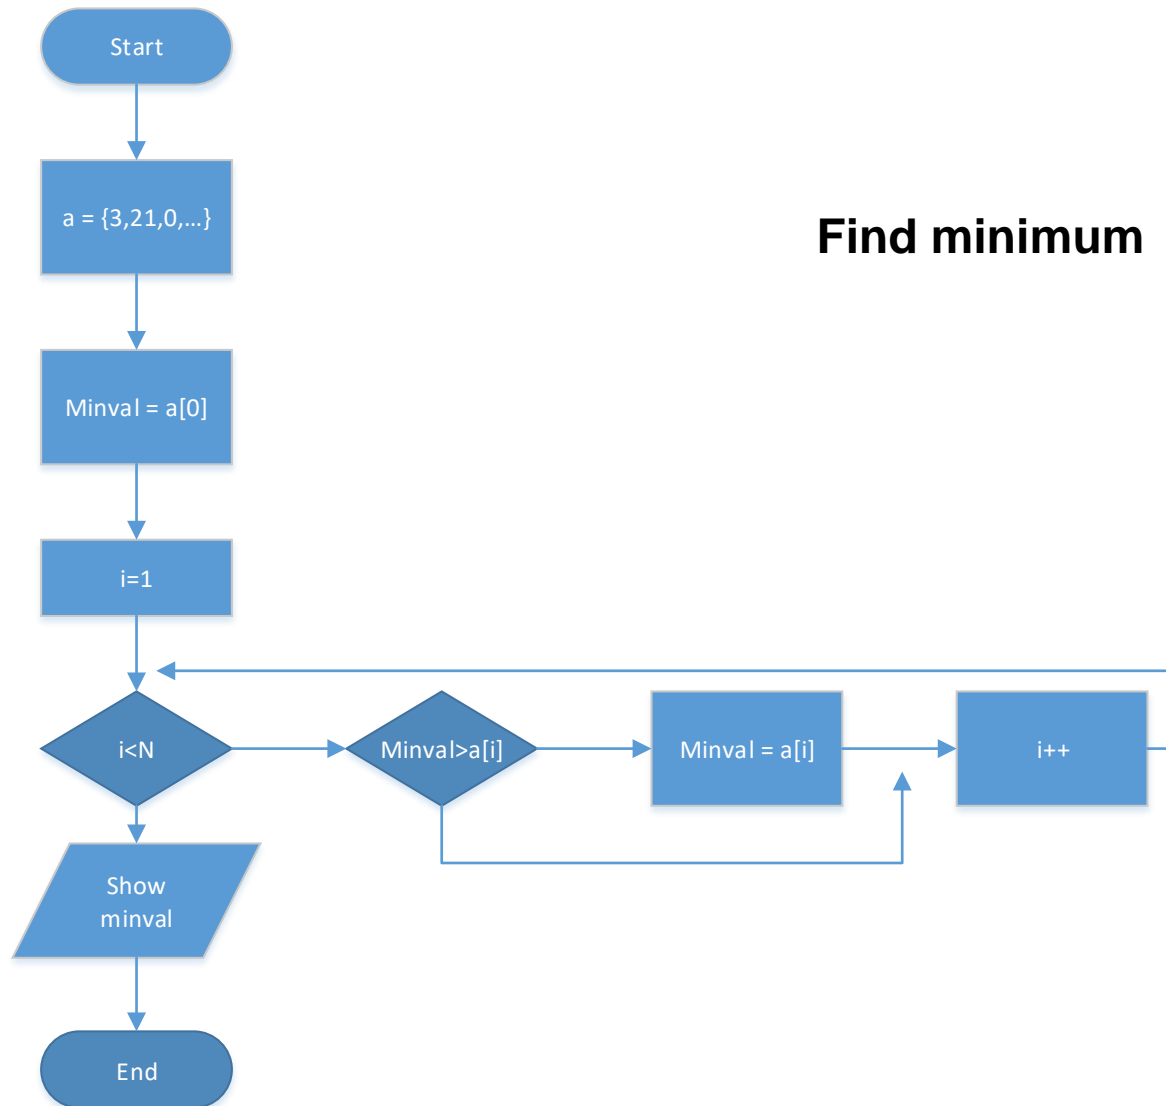 Start
a = {3,21,0,…}
Find minimum
Minval = a[0]
i=1
i<N
Minval>a[i]
Minval = a[i]
i++
Show
minval
End